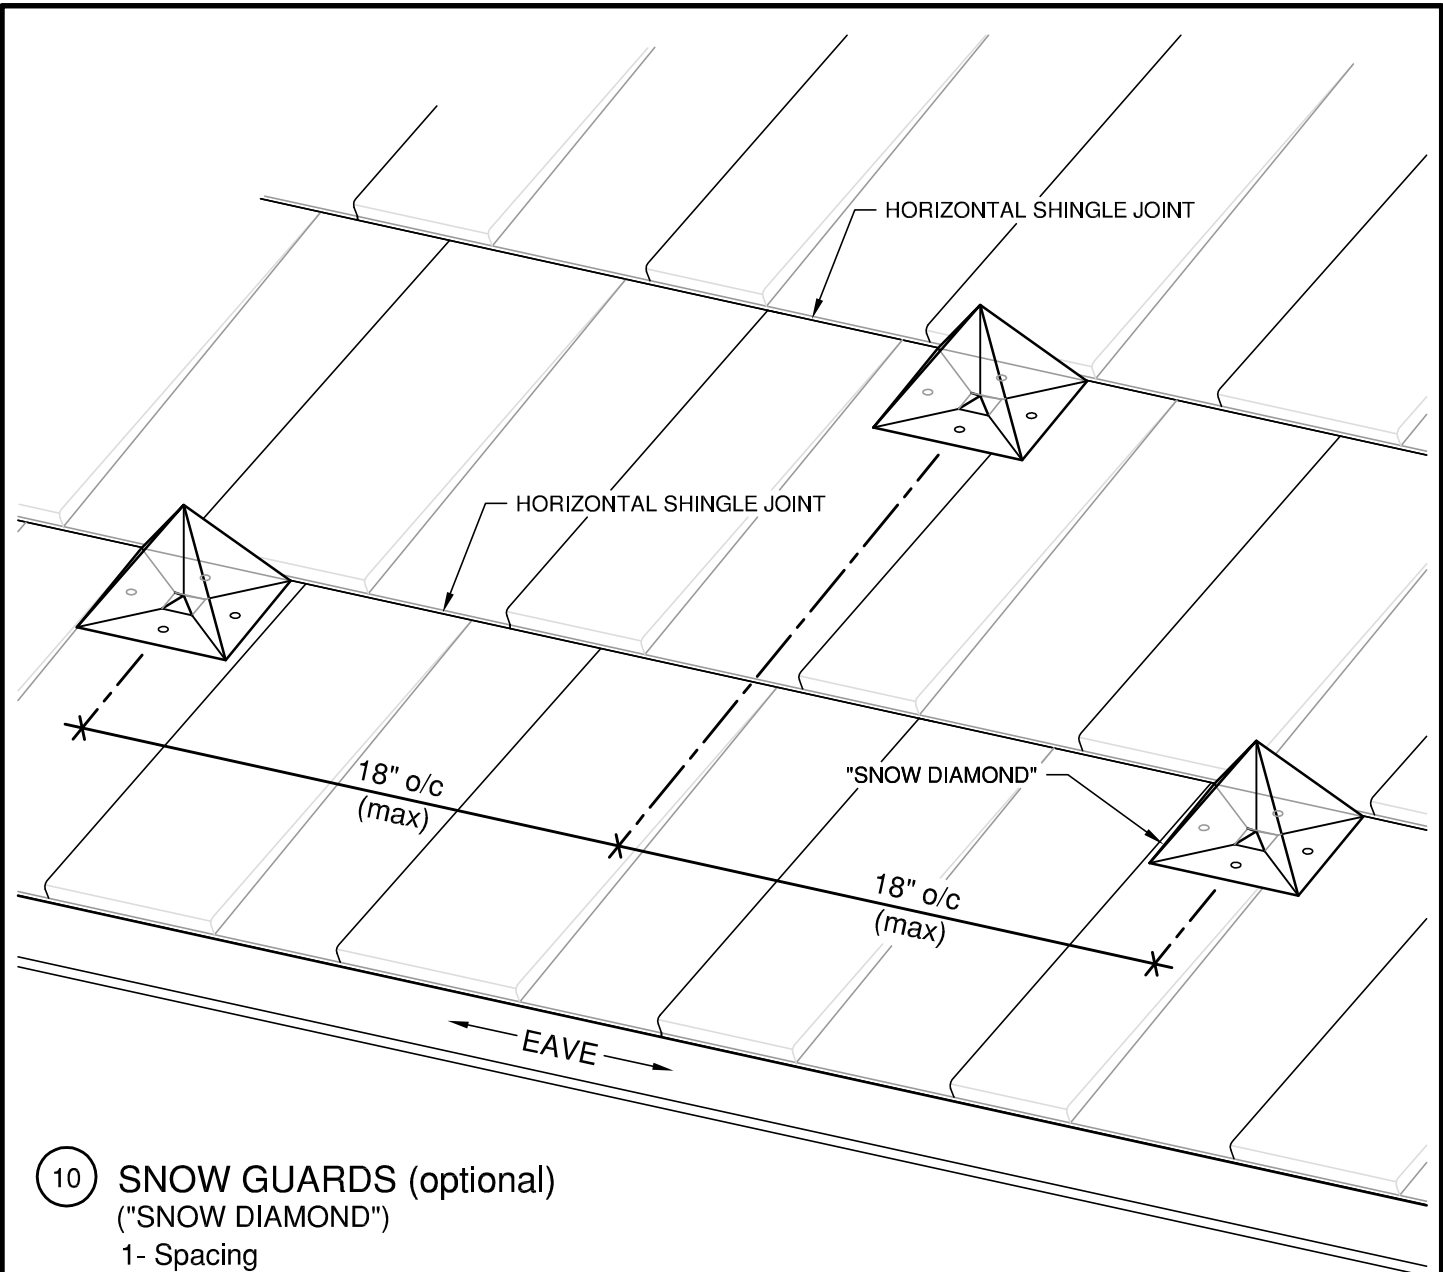 HORIZONTAL SHINGLE JOINT
HORIZONTAL SHINGLE JOINT
"SNOW DIAMOND"
18" o/c
(max)
18" o/c
(max)
EAVE
10 SNOW GUARDS (optional)
("SNOW DIAMOND")
1- Spacing